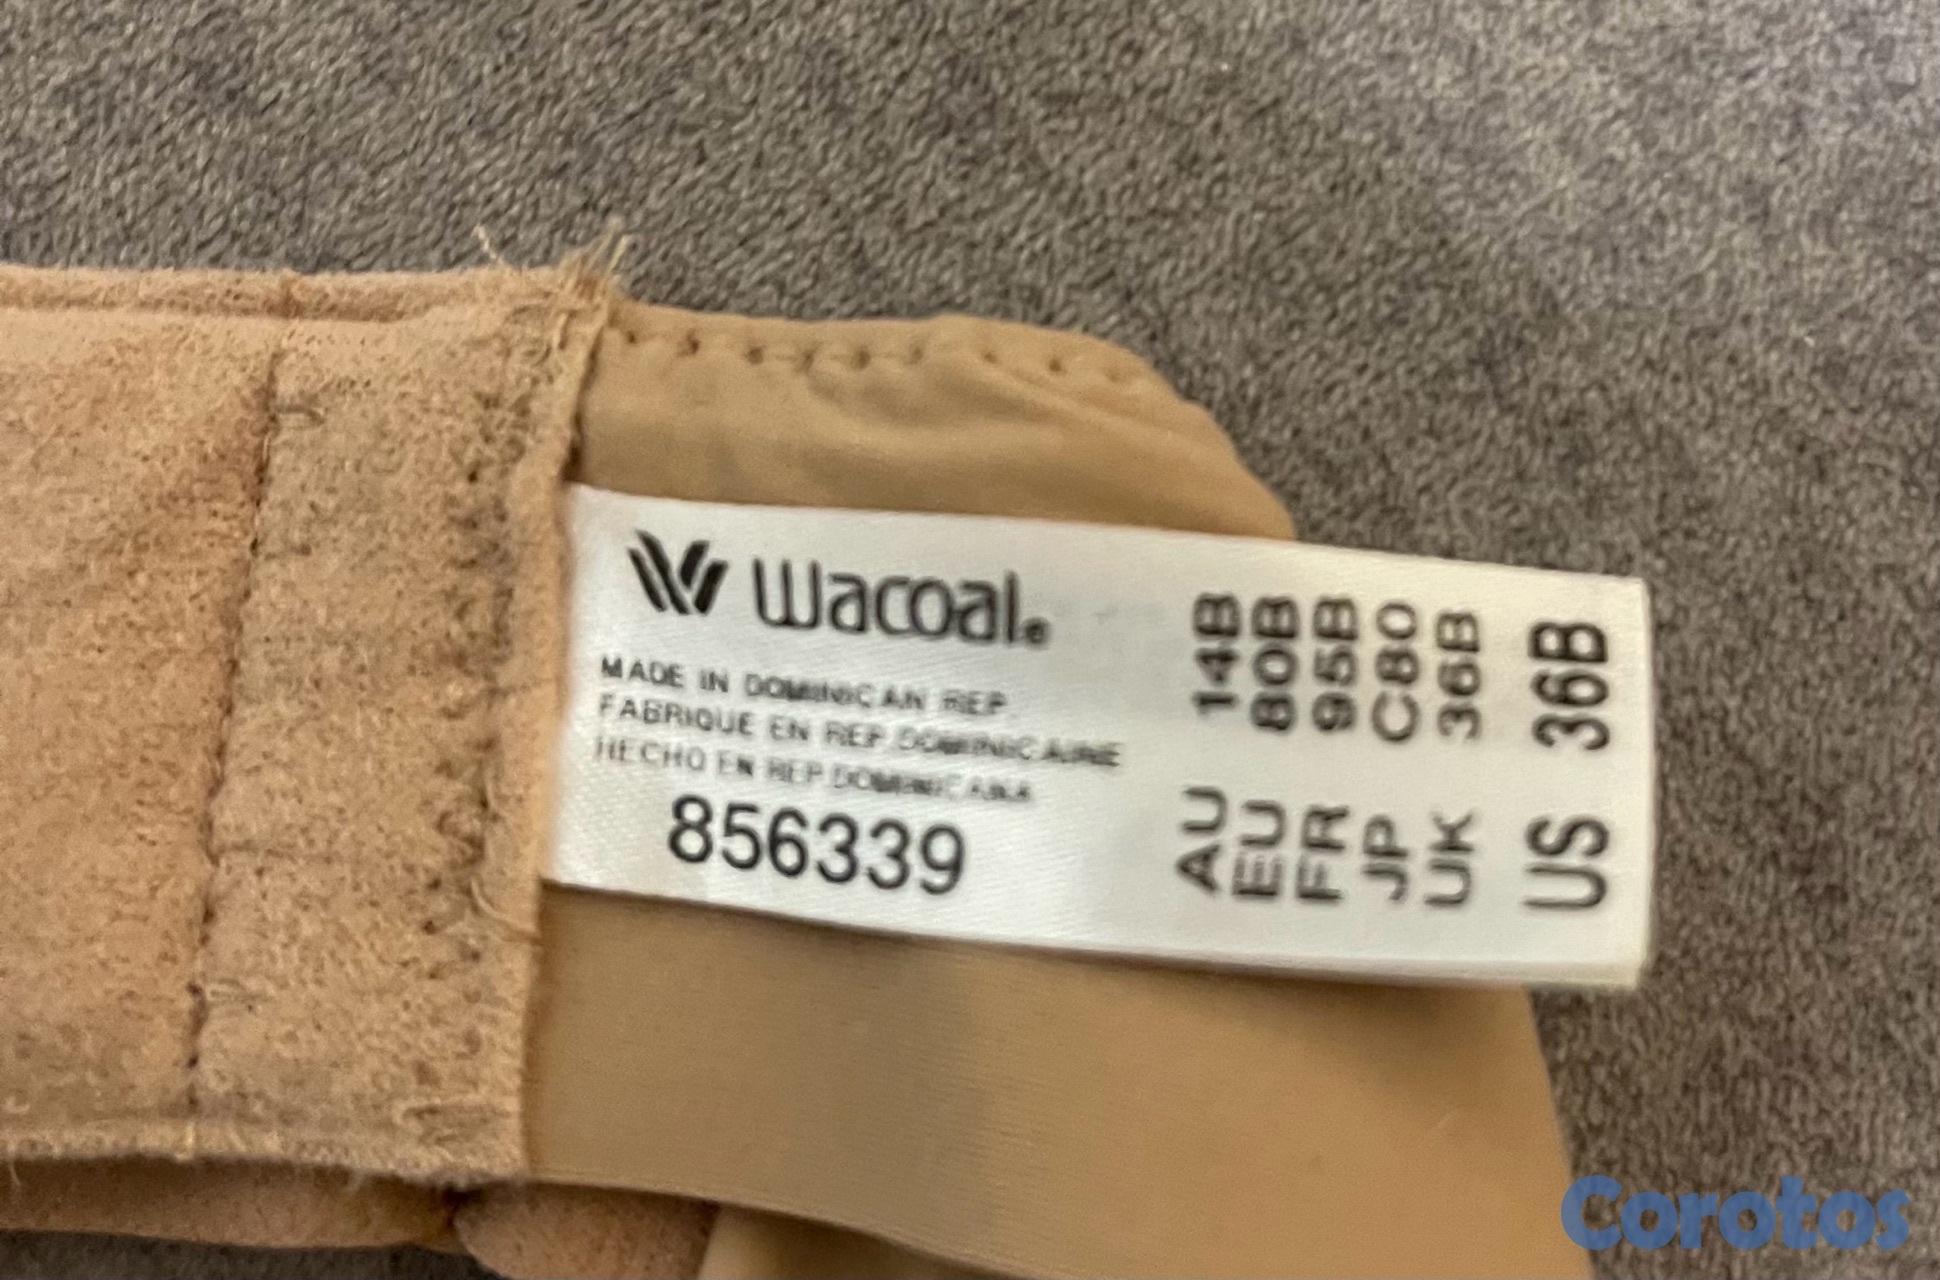 Wacoal®
MADE IN DOMINICAN REP.
FABRIQUE EN REP. DOMINICAINE
HECHO EN REP DOMINICANA
856339
AU 14B
EU 80B
FR 95B
JP C80
UK 36B
US 36B
Corotos